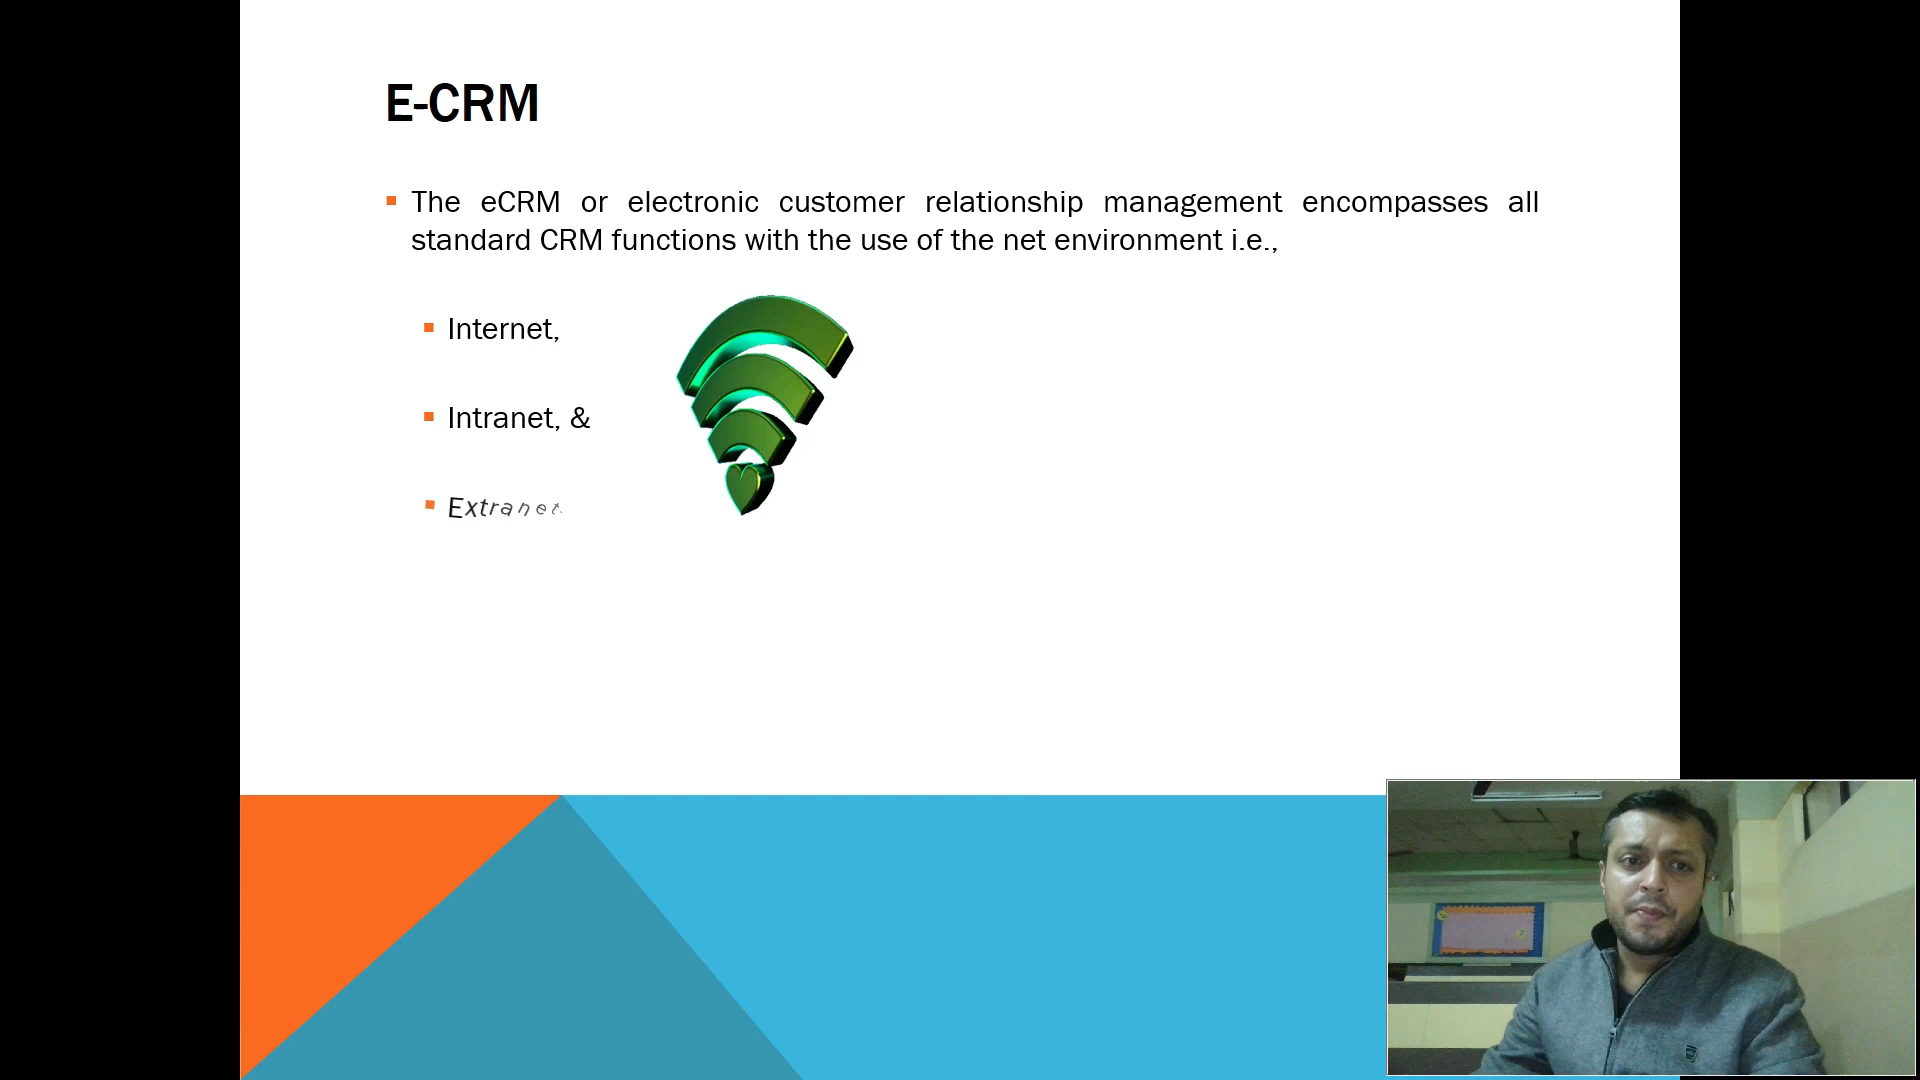 E-CRM
The eCRM or electronic customer relationship management encompasses all
standard CRM functions with the use of the net environment i.e.,
Internet,
Intranet, &
Extranet.